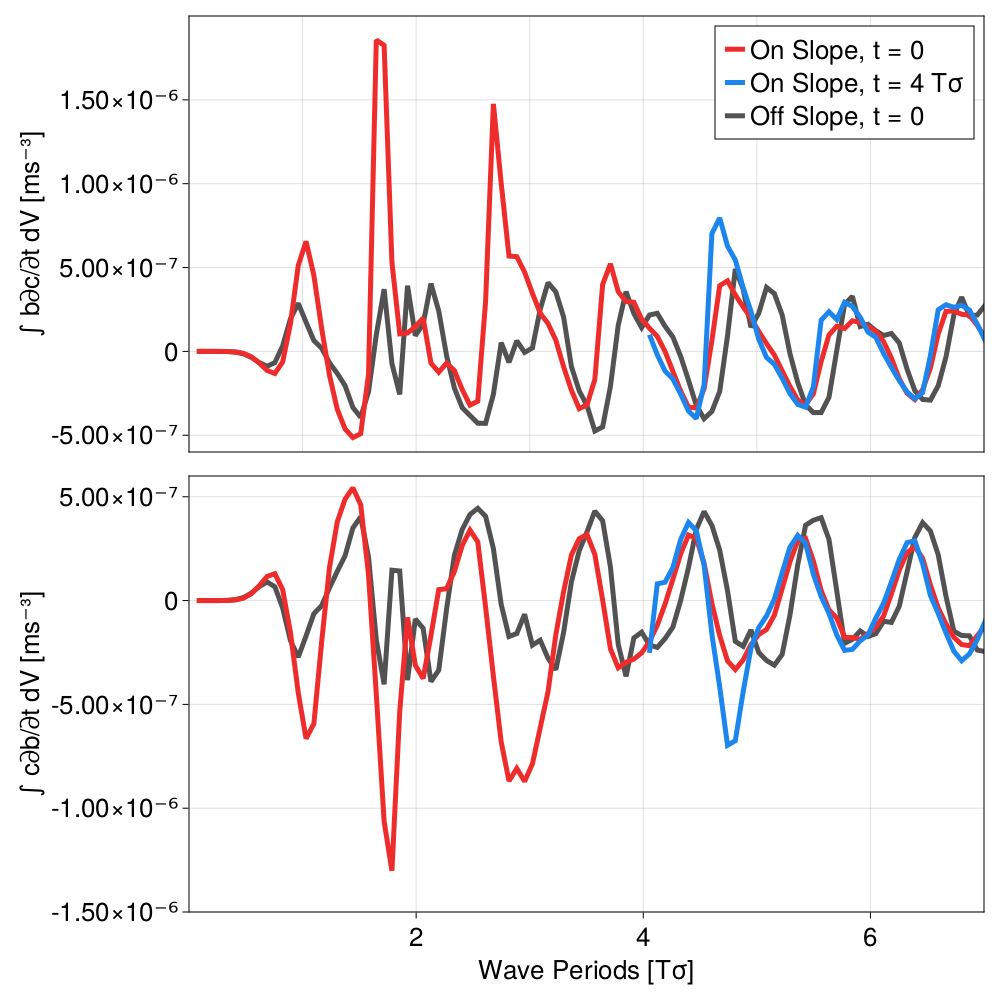 ∫ b∂c/∂t dV [ms⁻³]
1.50×10⁻⁶
1.00×10⁻⁶
5.00×10⁻⁷
0
-5.00×10⁻⁷
On Slope, t = 0
On Slope, t = 4 Tσ
Off Slope, t = 0
∫ c∂b/∂t dV [ms⁻³]
5.00×10⁻⁷
0
-5.00×10⁻⁷
-1.00×10⁻⁶
-1.50×10⁻⁶
2 4 6
Wave Periods [Tσ]